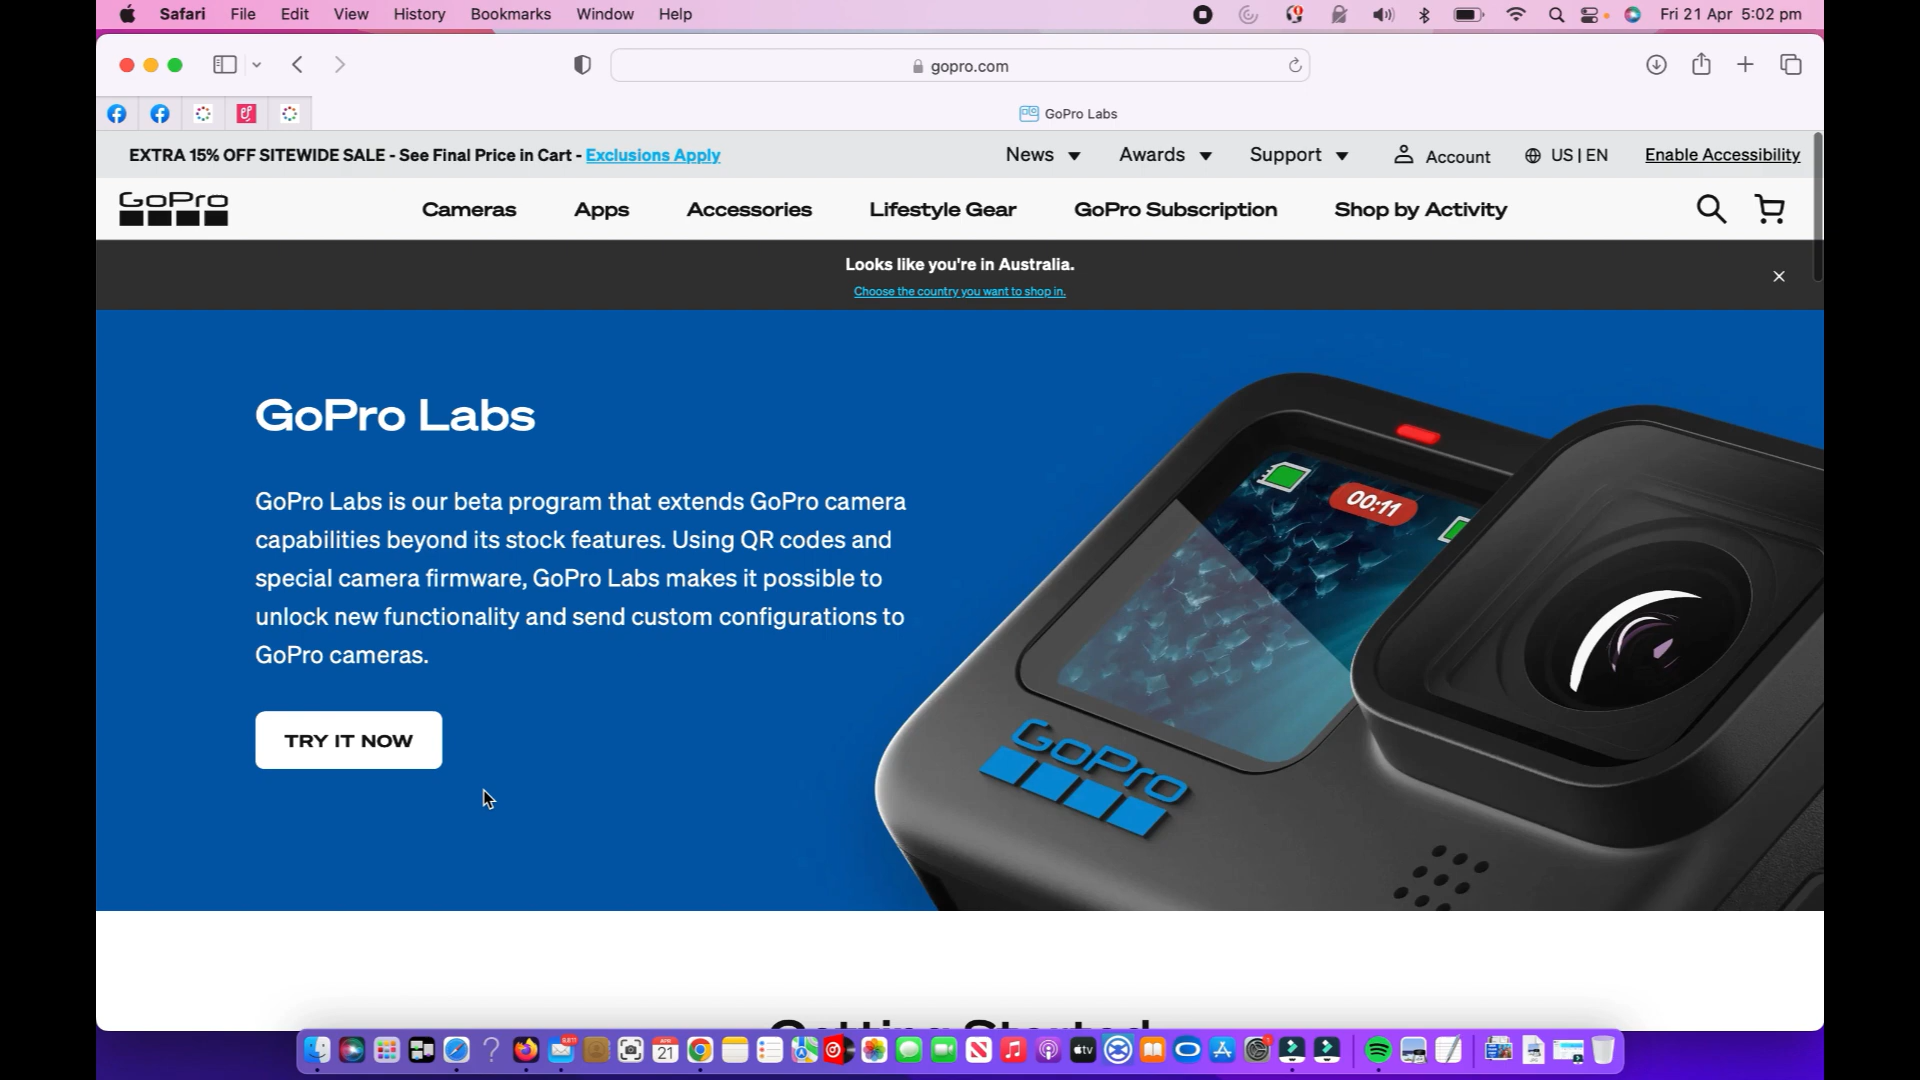 Safari File Edit View History Bookmarks Window Help Fri 21 Apr 5:02 pm
gopro.com
GoPro Labs
EXTRA 15% OFF SITEWIDE SALE - See Final Price in Cart - Exclusions Apply News Awards Support Account US | EN Enable Accessibility
GoPro Cameras Apps Accessories Lifestyle Gear GoPro Subscription Shop by Activity
Looks like you're in Australia.
Choose the country you want to shop in.
GoPro Labs
GoPro Labs is our beta program that extends GoPro camera
capabilities beyond its stock features. Using QR codes and
special camera firmware, GoPro Labs makes it possible to
unlock new functionality and send custom configurations to
GoPro cameras.
TRY IT NOW
00:11
GoPro
Getting Started
21
tv